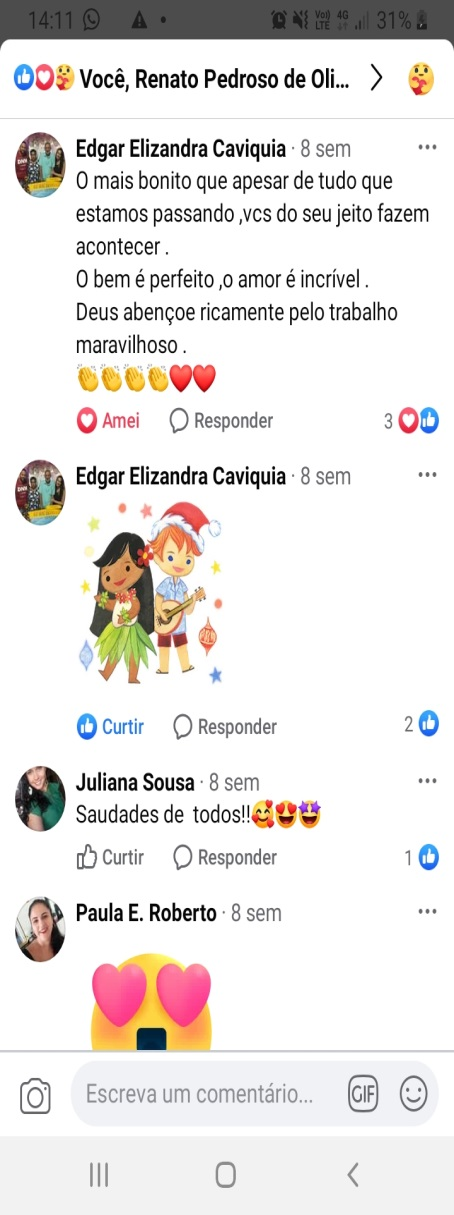 14:11
Vo)) 4G
LTE
31%
Você, Renato Pedroso de Oli...
Edgar Elizandra Caviquia · 8 sem
O mais bonito que apesar de tudo que
estamos passando ,vcs do seu jeito fazem
acontecer .
O bem é perfeito ,o amor é incrível .
Deus abençoe ricamente pelo trabalho
maravilhoso .
👏👏👏👏❤️❤️
Amei Responder 3
Edgar Elizandra Caviquia · 8 sem
Curtir Responder 2
Juliana Sousa · 8 sem
Saudades de todos!!🥰😍🤩
Curtir Responder 1
Paula E. Roberto · 8 sem
Escreva um comentário... GIF